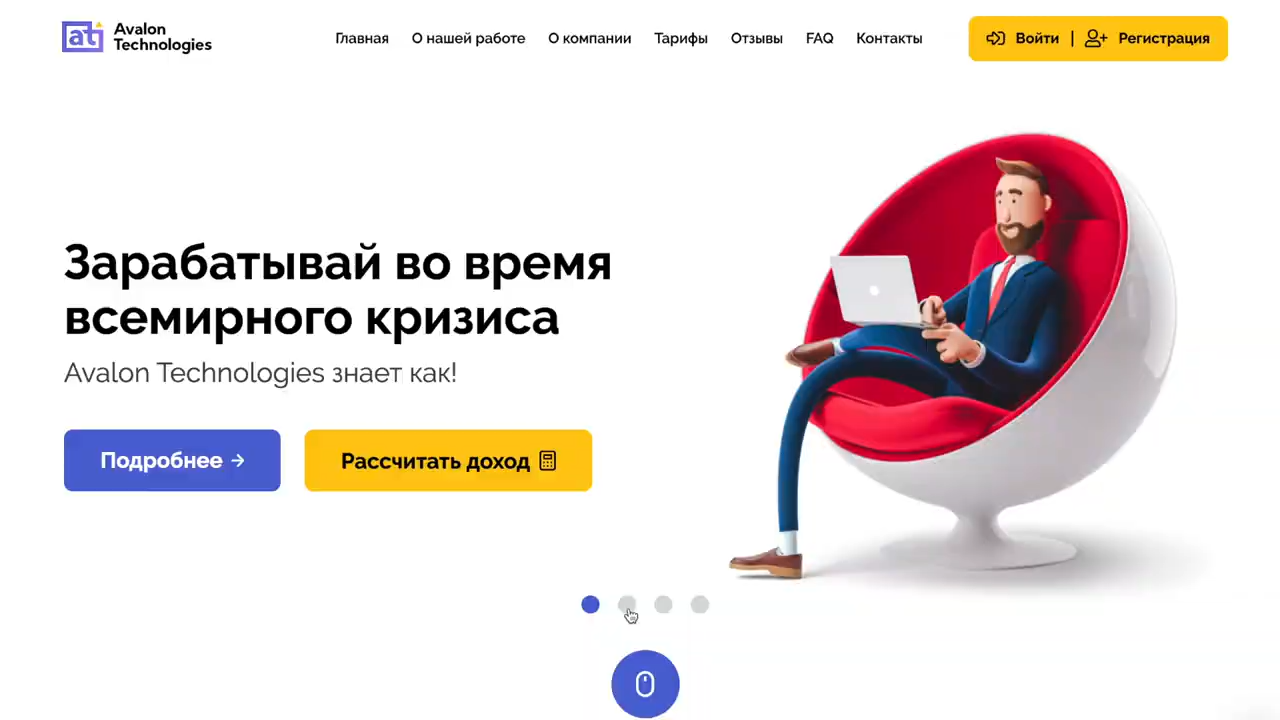 at Avalon
Technologies
Главная О нашей работе О компании Тарифы Отзывы FAQ Контакты
Войти | Регистрация
Зарабатывай во время
всемирного кризиса
Avalon Technologies знает как!
Подробнее →
Рассчитать доход